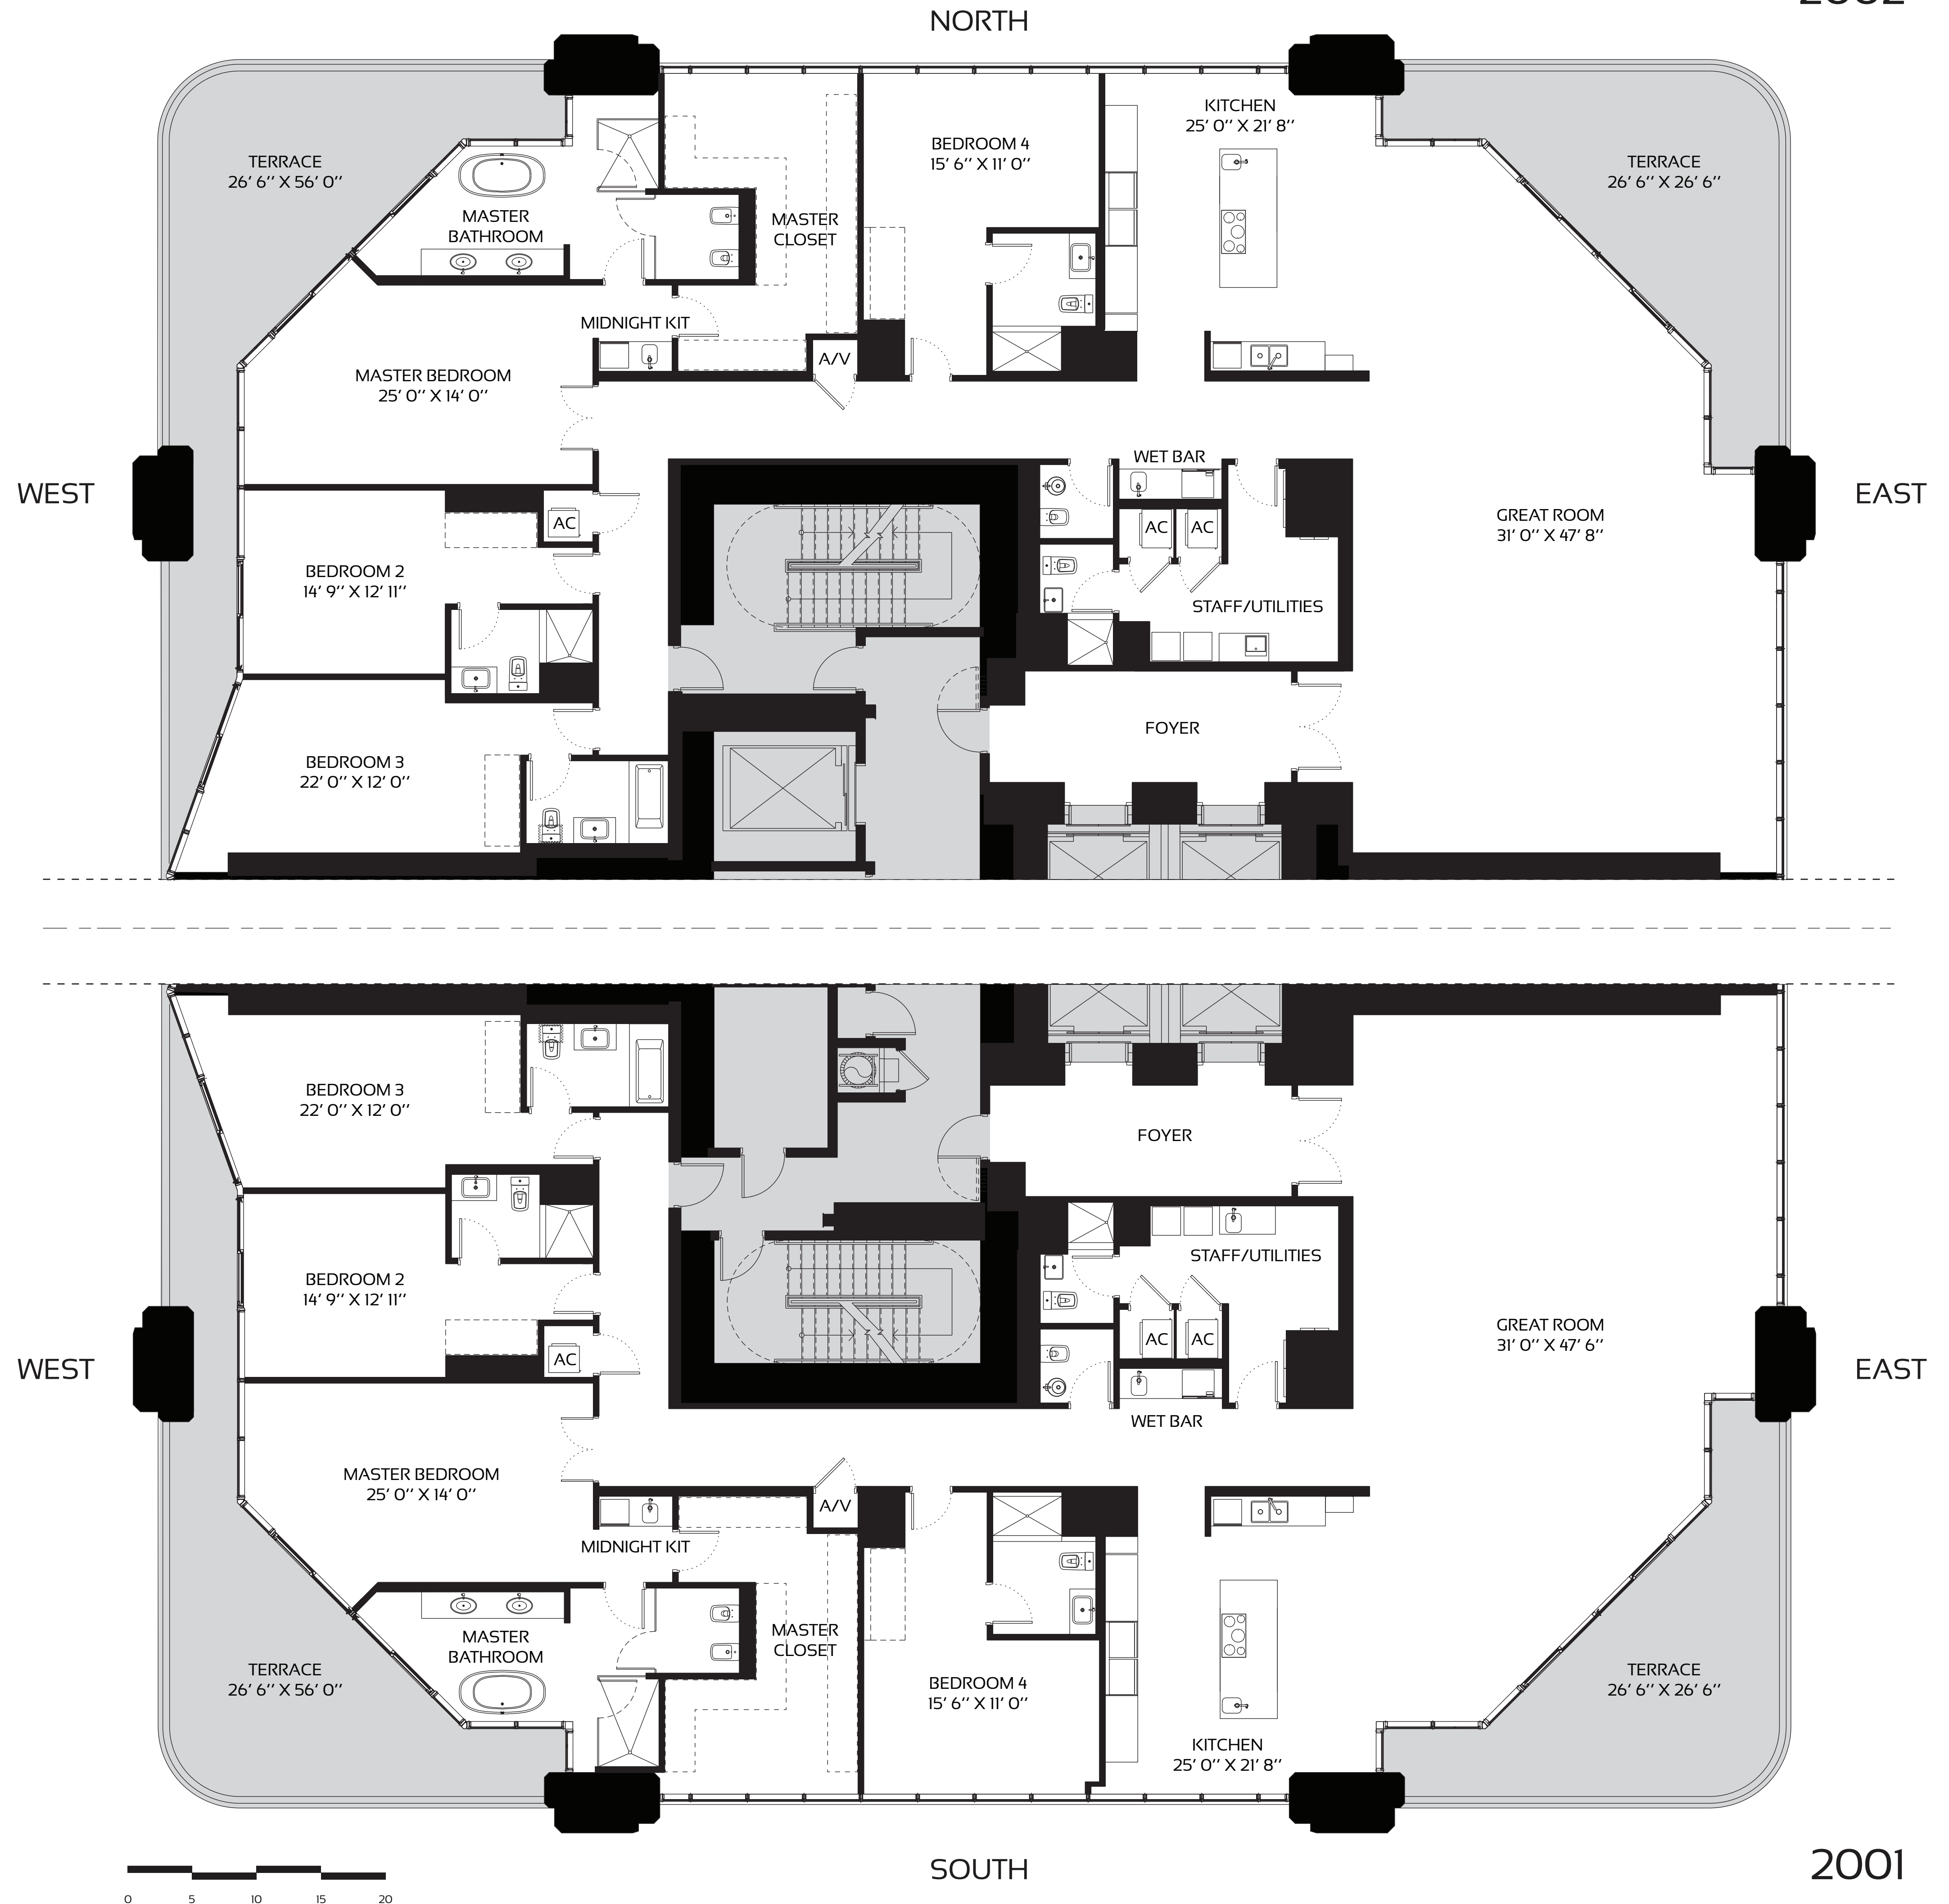 NORTH
TERRACE
26' 6'' X 56' 0''
MASTER
BATHROOM
MASTER
CLOSET
BEDROOM 4
15' 6'' X 11' 0''
KITCHEN
25' 0'' X 21' 8''
TERRACE
26' 6'' X 26' 6''
MIDNIGHT KIT
A/V
MASTER BEDROOM
25' 0'' X 14' 0''
WEST
WET BAR
EAST
AC
AC
AC
GREAT ROOM
31' 0'' X 47' 8''
BEDROOM 2
14' 9'' X 12' 11''
STAFF/UTILITIES
FOYER
BEDROOM 3
22' 0'' X 12' 0''
BEDROOM 3
22' 0'' X 12' 0''
FOYER
STAFF/UTILITIES
BEDROOM 2
14' 9'' X 12' 11''
GREAT ROOM
31' 0'' X 47' 6''
AC
AC
AC
WEST
EAST
WET BAR
MASTER BEDROOM
25' 0'' X 14' 0''
A/V
MIDNIGHT KIT
MASTER
BATHROOM
MASTER
CLOSET
TERRACE
26' 6'' X 56' 0''
BEDROOM 4
15' 6'' X 11' 0''
TERRACE
26' 6'' X 26' 6''
KITCHEN
25' 0'' X 21' 8''
SOUTH
2001
0 5 10 15 20